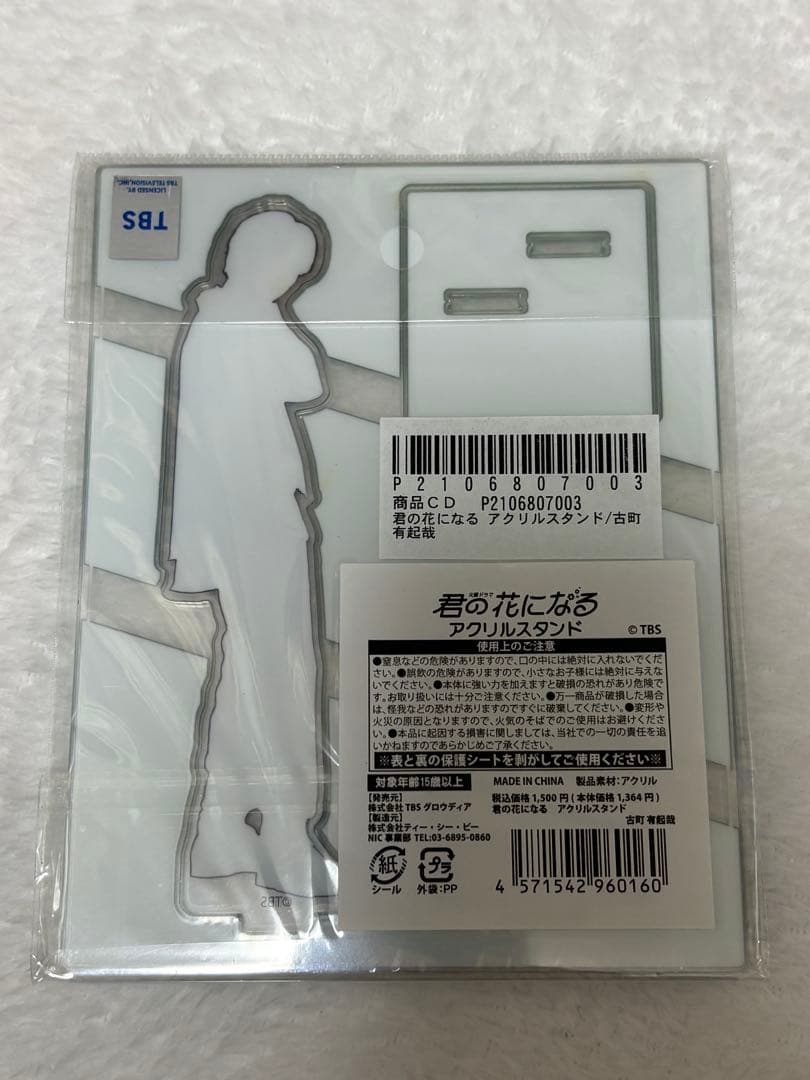 LICENSED BY.
TBS TELEVISION,INC.
TBS
P2106807003
商品CD P2106807003
君の花になる アクリルスタンド/古町
有起哉
火曜ドラマ
君の花になる
アクリルスタンド ©TBS
使用上のご注意
●窒息などの危険がありますので、口の中には絶対に入れないでくだ
さい。●誤飲の危険がありますので、小さなお子様には絶対に与えな
いでください。●本体に強い力を加えますと破損の恐れがあり危険で
す。お取り扱いには十分ご注意ください。●万一商品が破損した場合
は、怪我などの恐れがありますのですぐに破棄してください。●変形や
火災の原因となりますので、火気のそばでのご使用はお避けくださ
い。●本品に起因する損害に関しましては、当社での一切の責任を追
いかねますのであらかじめご了承ください。
※表と裏の保護シートを剥がしてご使用ください※
対象年齢15歳以上 MADE IN CHINA 製品素材:アクリル
【発売元】
株式会社 TBS グロウディア
【製造元】
株式会社ティー・シー・ピー
NIC 事業部 TEL:03-6895-0860
税込価格 1,500 円 ( 本体価格 1,364 円 )
君の花になる アクリルスタンド
古町 有起哉
紙
シール
プラ
外袋:PP
4 571542 960160
©TBS